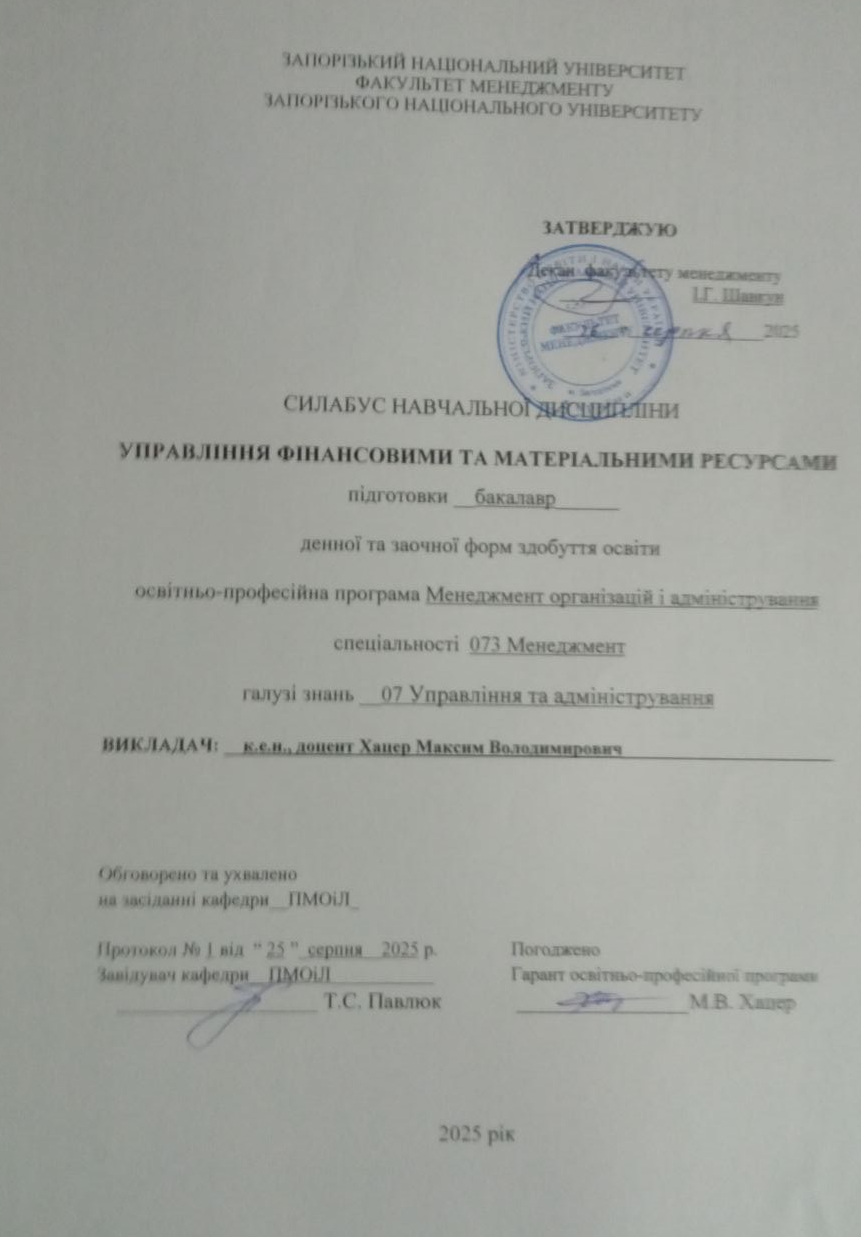 ЗАПОРІЗЬКИЙ НАЦІОНАЛЬНИЙ УНІВЕРСИТЕТ
ФАКУЛЬТЕТ МЕНЕДЖМЕНТУ
ЗАПОРІЗЬКОГО НАЦІОНАЛЬНОГО УНІВЕРСИТЕТУ
ЗАТВЕРДЖУЮ
Декан факультету менеджменту
І.Г. Шавкун
серпня 2025
ФАКУЛЬТЕТ
МЕНЕДЖМЕНТУ
СИЛАБУС НАВЧАЛЬНОЇ ДИСЦИПЛІНИ
УПРАВЛІННЯ ФІНАНСОВИМИ ТА МАТЕРІАЛЬНИМИ РЕСУРСАМИ
підготовки бакалавр
денної та заочної форм здобуття освіти
освітньо-професійна програма Менеджмент організацій і адміністрування
спеціальності 073 Менеджмент
галузі знань 07 Управління та адміністрування
ВИКЛАДАЧ: к.е.н., доцент Хацер Максим Володимирович
Обговорено та ухвалено
на засіданні кафедри ПМОіЛ
Протокол № 1 від “ 25 ” серпня 2025 р.
Завідувач кафедри ПМОіЛ
Т.С. Павлюк
Погоджено
Гарант освітньо-професійної програми
М.В. Хацер
2025 рік